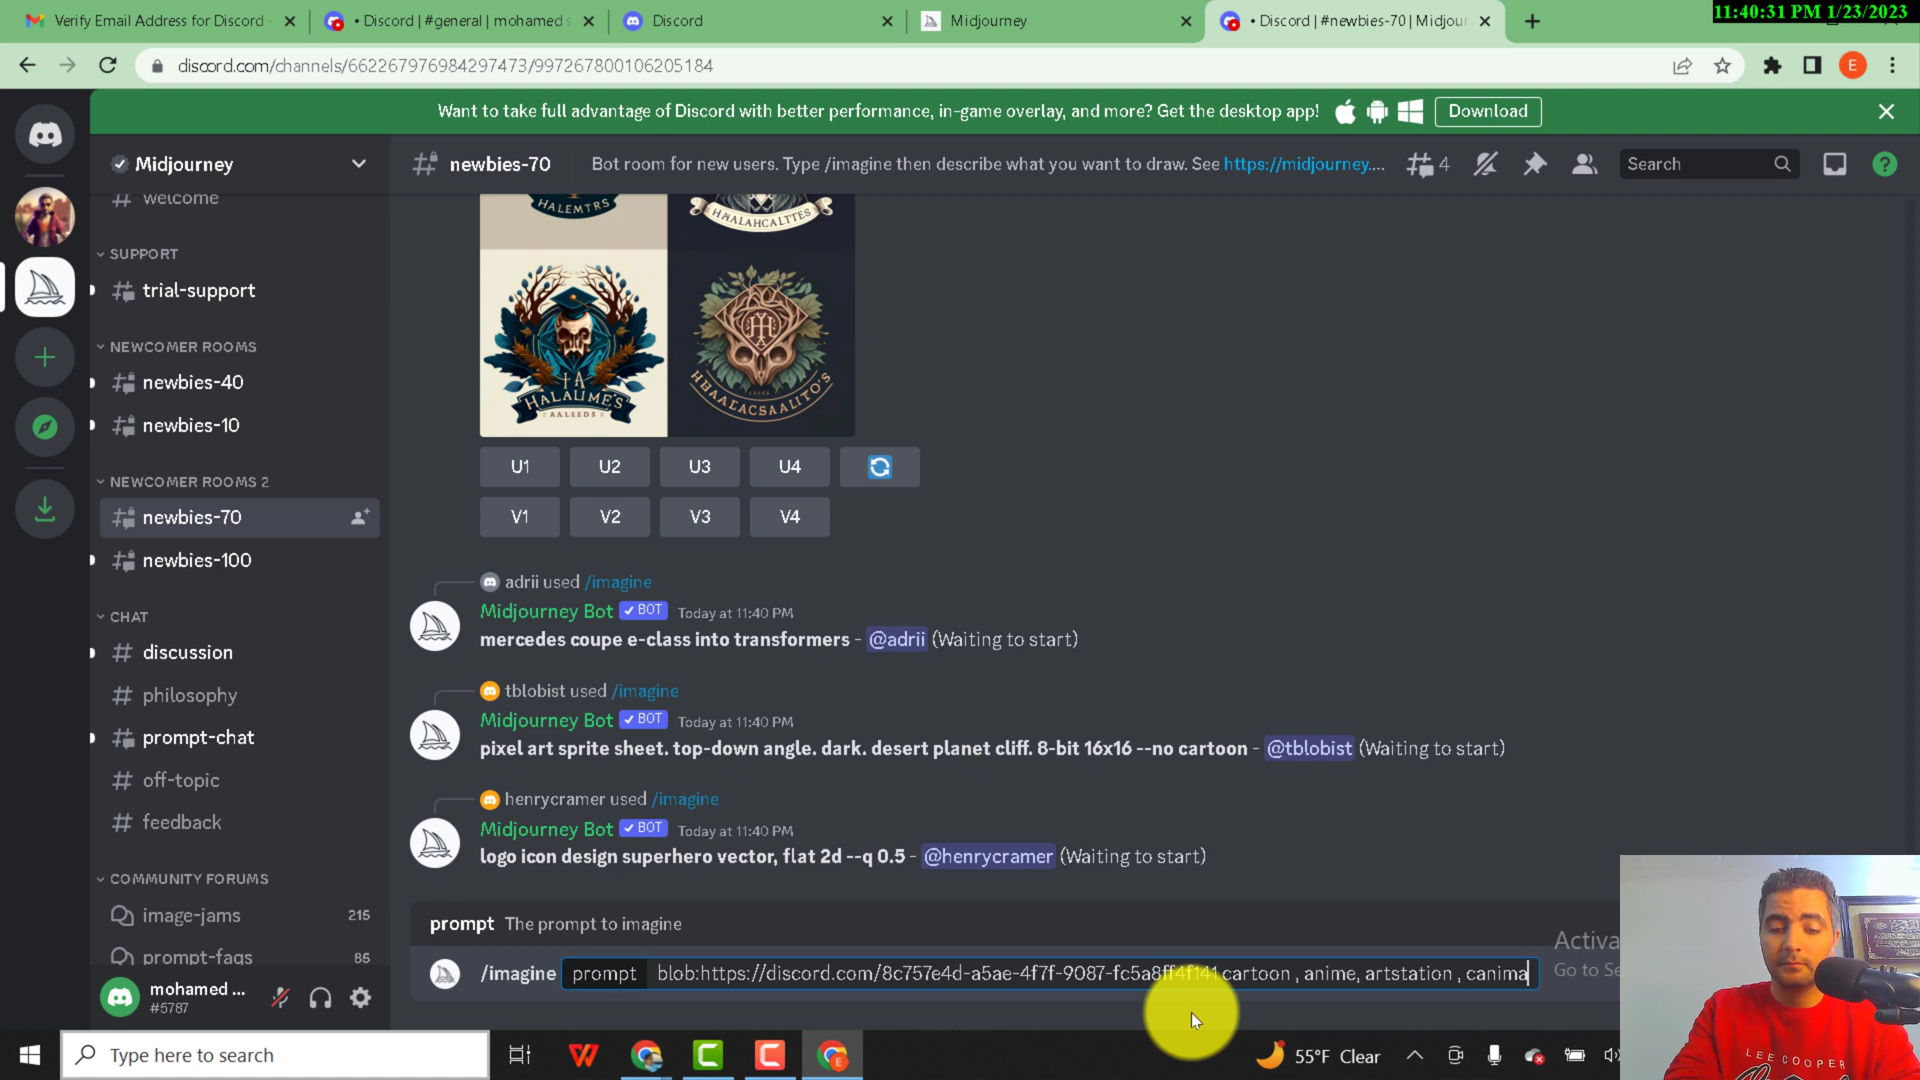 11:40:31 PM 1/23/2023
Verify Email Address for Discord -
• Discord | #general | mohamed s
Discord
Midjourney
• Discord | #newbies-70 | Midjour
discord.com/channels/662267976984297473/997267800106205184
E
Want to take full advantage of Discord with better performance, in-game overlay, and more? Get the desktop app!
Download
Midjourney
newbies-70
Bot room for new users. Type /imagine then describe what you want to draw. See https://midjourney....
4
Search
welcome
SUPPORT
trial-support
NEWCOMER ROOMS
newbies-40
newbies-10
NEWCOMER ROOMS 2
newbies-70
newbies-100
CHAT
discussion
philosophy
prompt-chat
off-topic
feedback
COMMUNITY FORUMS
image-jams 215
prompt-faqs 85
mohamed ...
#5787
HALEMTRS
HALALIME'S
U1 U2 U3 U4
V1 V2 V3 V4
adrii used /imagine
Midjourney Bot BOT Today at 11:40 PM
mercedes coupe e-class into transformers - @adrii (Waiting to start)
tblobist used /imagine
Midjourney Bot BOT Today at 11:40 PM
pixel art sprite sheet. top-down angle. dark. desert planet cliff. 8-bit 16x16 --no cartoon - @tblobist (Waiting to start)
henrycramer used /imagine
Midjourney Bot BOT Today at 11:40 PM
logo icon design superhero vector, flat 2d --q 0.5 - @henrycramer (Waiting to start)
prompt The prompt to imagine
/imagine prompt blob:https://discord.com/8c757e4d-a5ae-4f7f-9087-fc5a8ff4f141 cartoon , anime, artstation , canima
Activa
Go to Se
Type here to search
55°F Clear
LEE COOPER